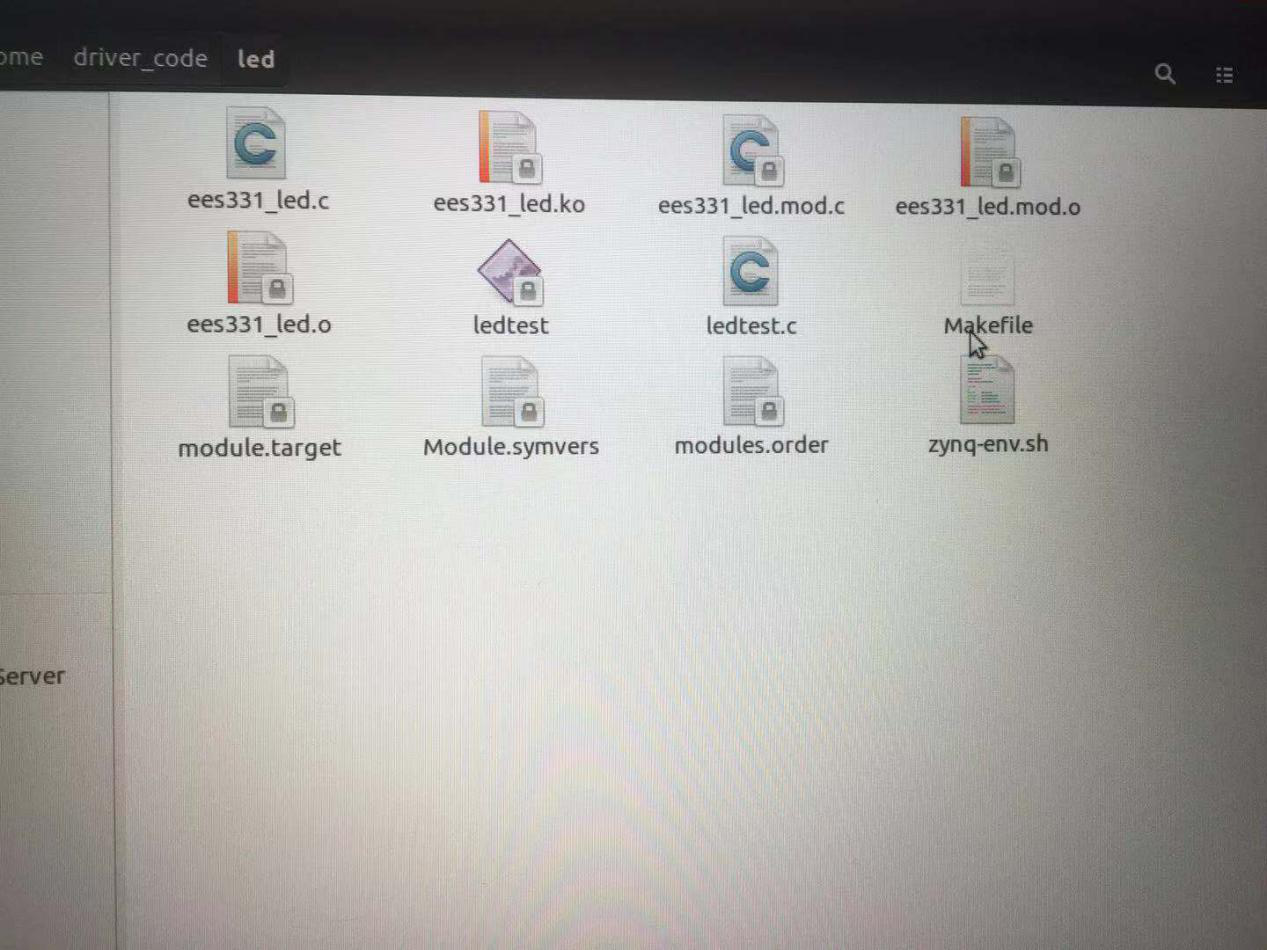 ome driver_code led
ees331_led.c ees331_led.ko ees331_led.mod.c ees331_led.mod.o
ees331_led.o ledtest ledtest.c Makefile
module.target Module.symvers modules.order zynq-env.sh
Server